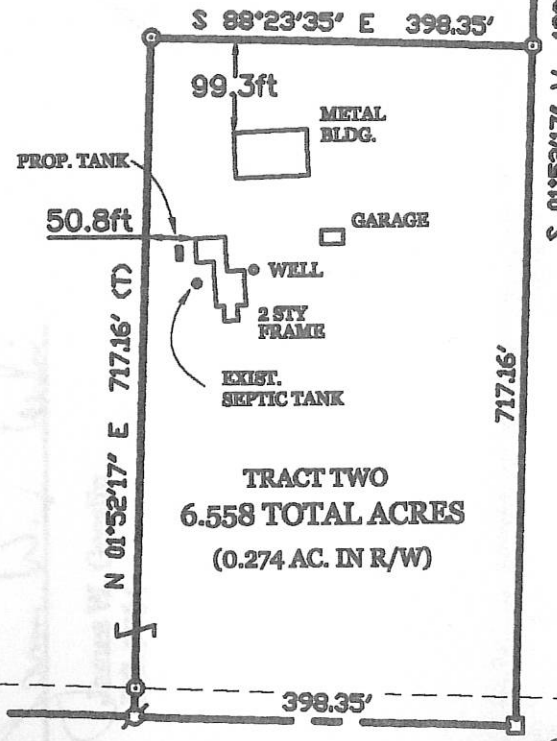 S 88°23'35" E 398.35'
99.3ft
METAL
BLDG.
PROP. TANK
50.8ft
GARAGE
WELL
2 STY
FRAME
EXIST.
SEPTIC TANK
N 01°52'17" E 717.16' (T)
717.16'
TRACT TWO
6.558 TOTAL ACRES
(0.274 AC. IN R/W)
398.35'